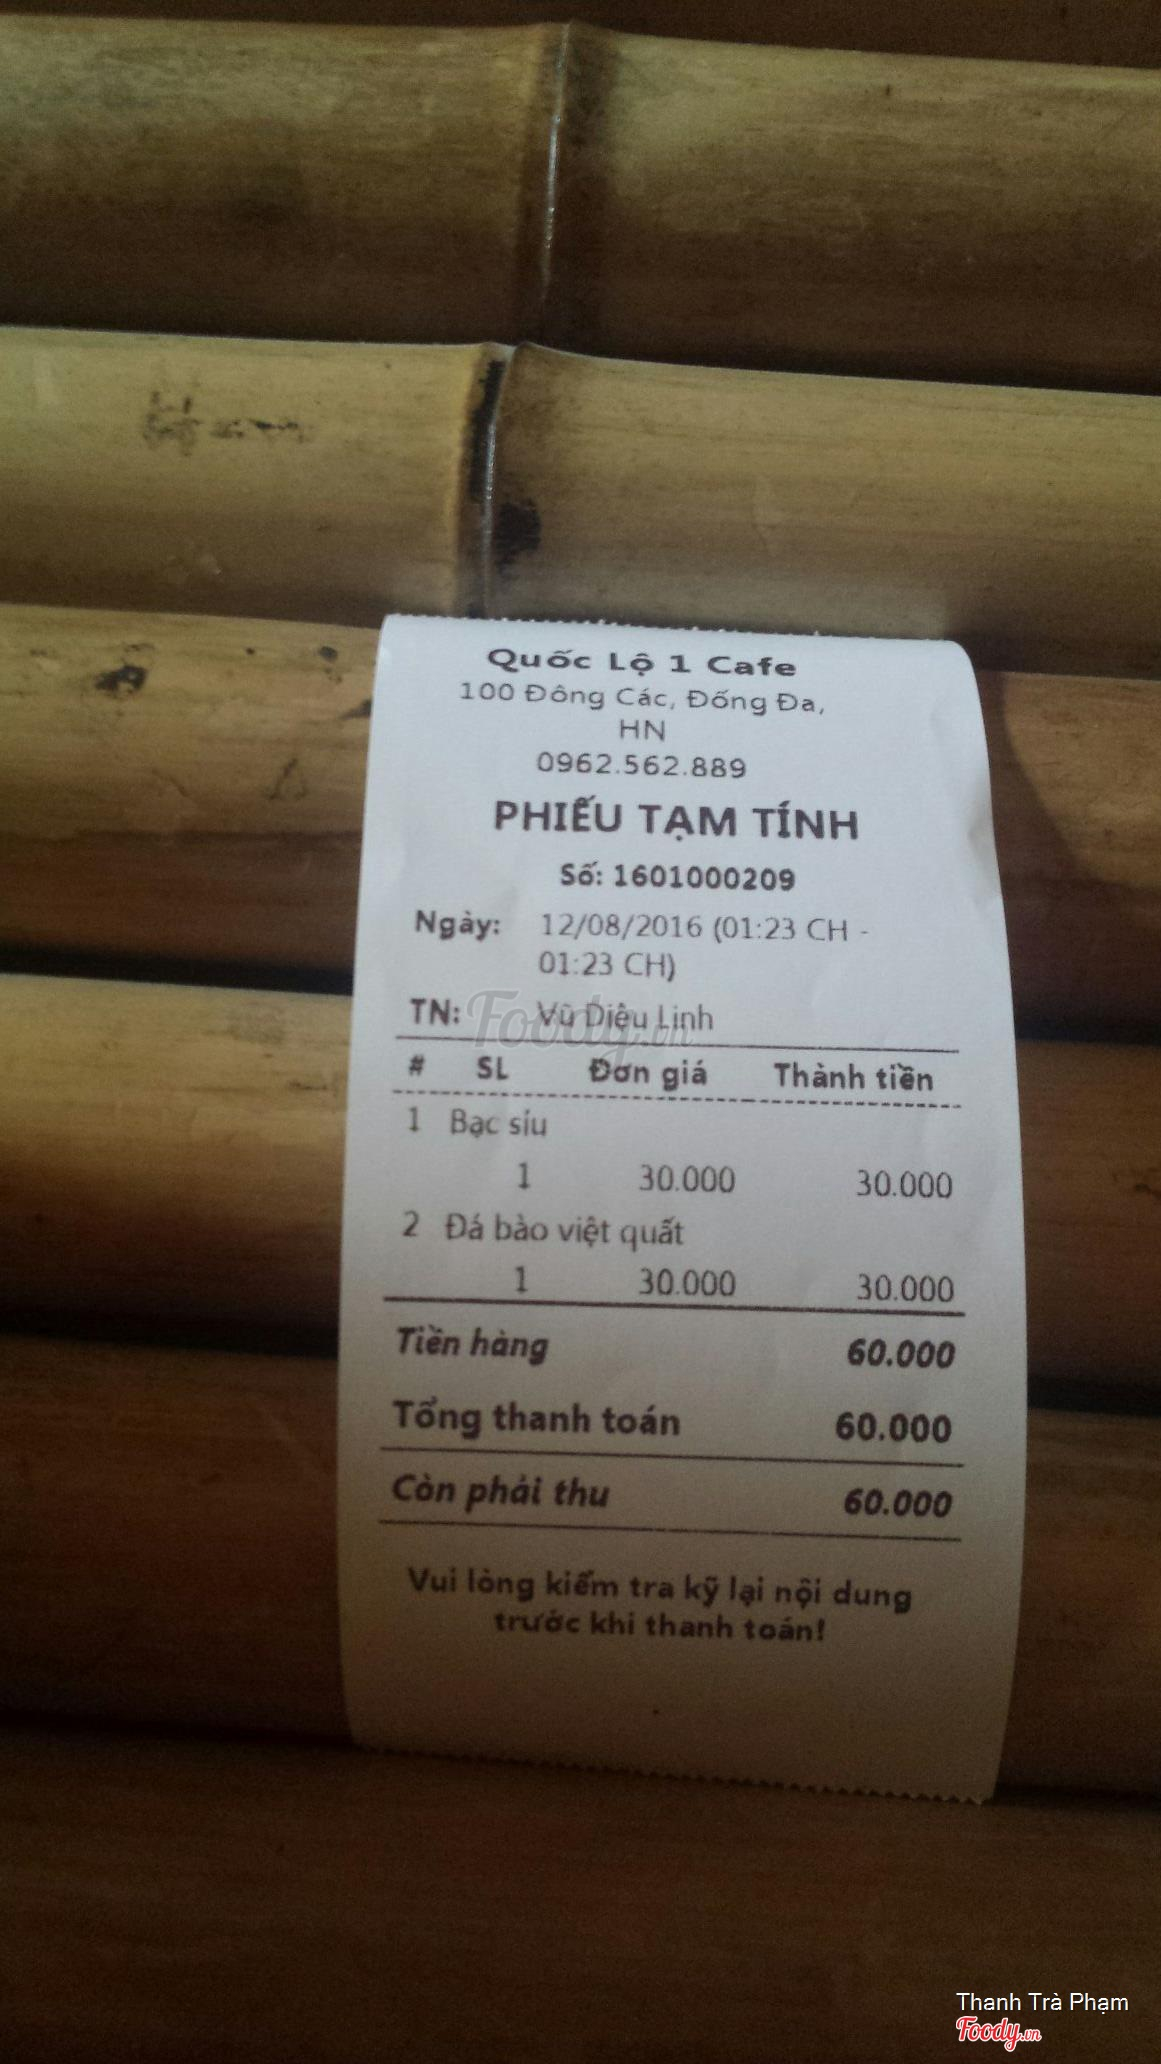 Quốc Lộ 1 Cafe
100 Đông Các, Đống Đa,
HN
0962.562.889
PHIẾU TẠM TÍNH
Số: 1601000209
Ngày: 12/08/2016 (01:23 CH -
01:23 CH)
TN: Vũ Diệu Linh
Foody.vn
# SL Đơn giá Thành tiền
1 Bạc síu
1 30.000 30.000
2 Đá bào việt quất
1 30.000 30.000
Tiền hàng 60.000
Tổng thanh toán 60.000
Còn phải thu 60.000
Vui lòng kiểm tra kỹ lại nội dung
trước khi thanh toán!
Thanh Trà Phạm
Foody.vn